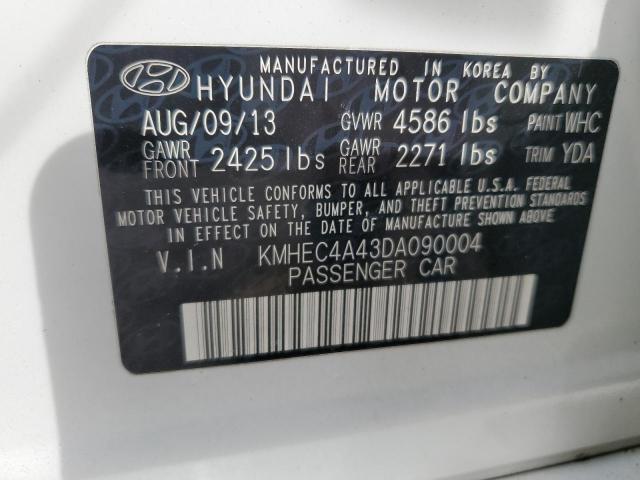 MANUFACTURED IN KOREA BY
HYUNDAI MOTOR COMPANY
AUG/09/13 GVWR 4586 lbs PAINT WHC
GAWR FRONT 2425 lbs GAWR REAR 2271 lbs TRIM YDA
THIS VEHICLE CONFORMS TO ALL APPLICABLE U.S.A. FEDERAL
MOTOR VEHICLE SAFETY, BUMPER, AND THEFT PREVENTION STANDARDS
IN EFFECT ON THE DATE OF MANUFACTURE SHOWN ABOVE
V.I.N KMHEC4A43DA090004
PASSENGER CAR